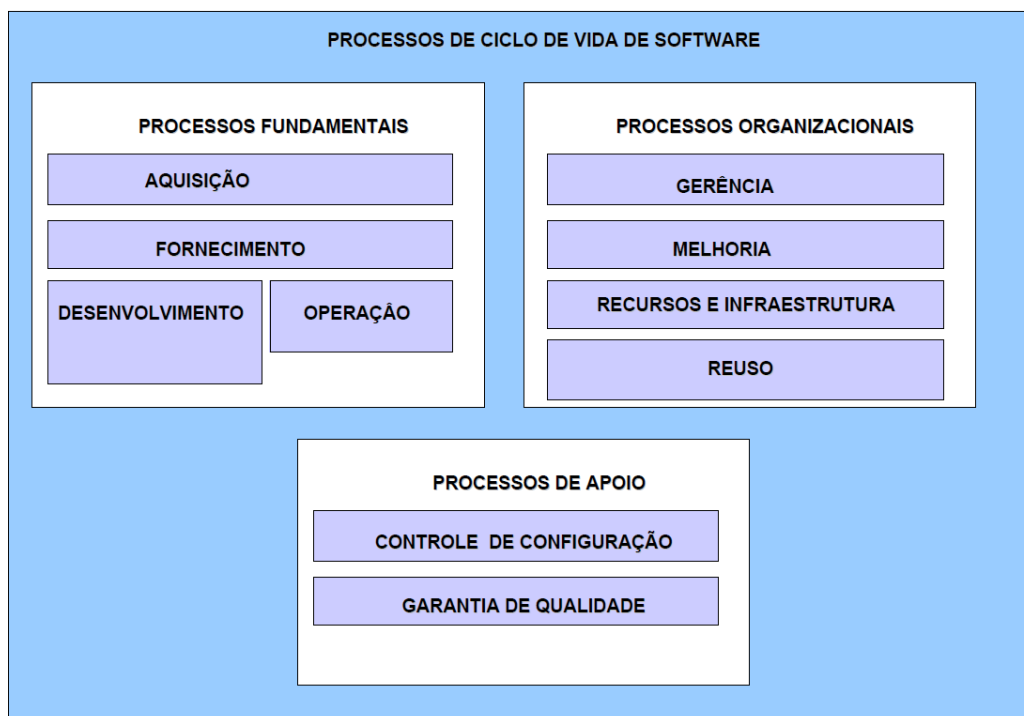 PROCESSOS DE CICLO DE VIDA DE SOFTWARE
PROCESSOS FUNDAMENTAIS
AQUISIÇÃO
FORNECIMENTO
DESENVOLVIMENTO
OPERAÇÂO
PROCESSOS ORGANIZACIONAIS
GERÊNCIA
MELHORIA
RECURSOS E INFRAESTRUTURA
REUSO
PROCESSOS DE APOIO
CONTROLE DE CONFIGURAÇÃO
GARANTIA DE QUALIDADE